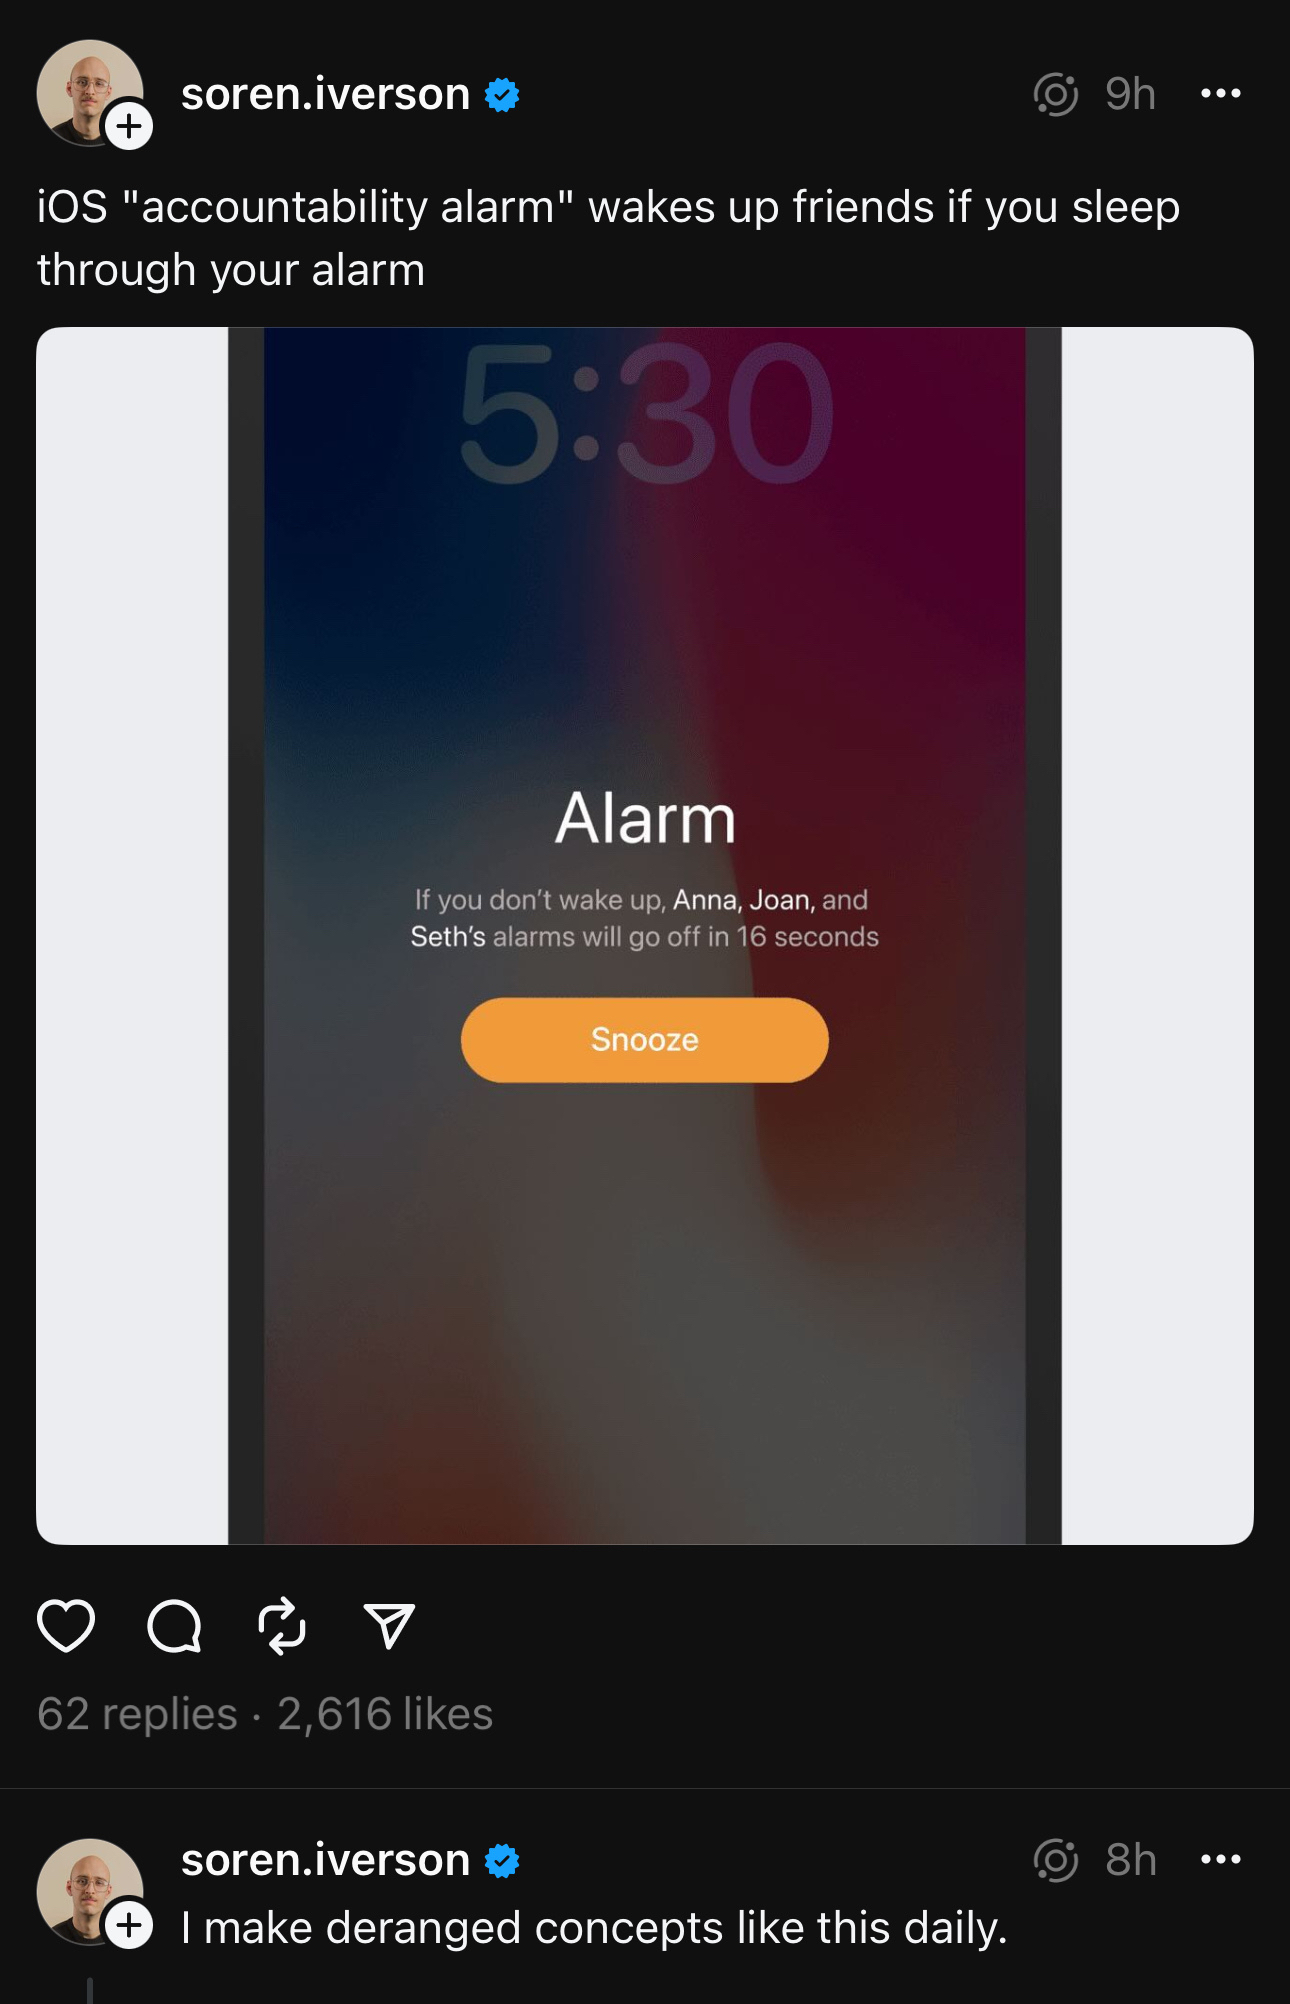 soren.iverson
9h
iOS "accountability alarm" wakes up friends if you sleep
through your alarm
5:30
Alarm
If you don’t wake up, Anna, Joan, and
Seth’s alarms will go off in 16 seconds
Snooze
62 replies · 2,616 likes
soren.iverson
8h
I make deranged concepts like this daily.